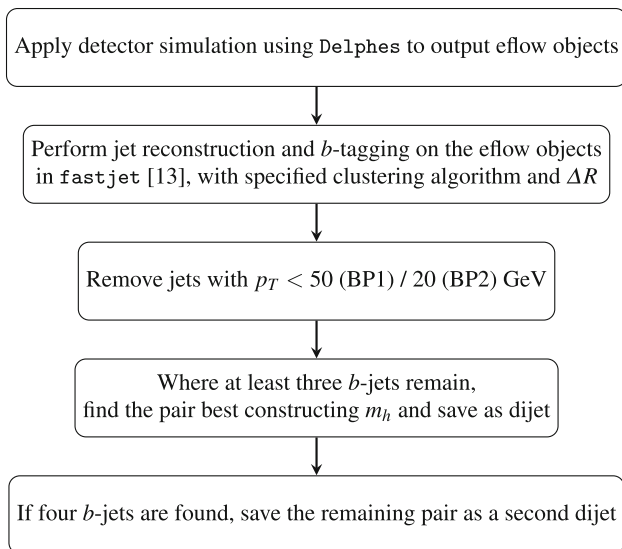 Apply detector simulation using Delphes to output eflow objects
Perform jet reconstruction and b-tagging on the eflow objects
in fastjet [13], with specified clustering algorithm and ΔR
Remove jets with p_T < 50 (BP1) / 20 (BP2) GeV
Where at least three b-jets remain,
find the pair best constructing m_h and save as dijet
If four b-jets are found, save the remaining pair as a second dijet